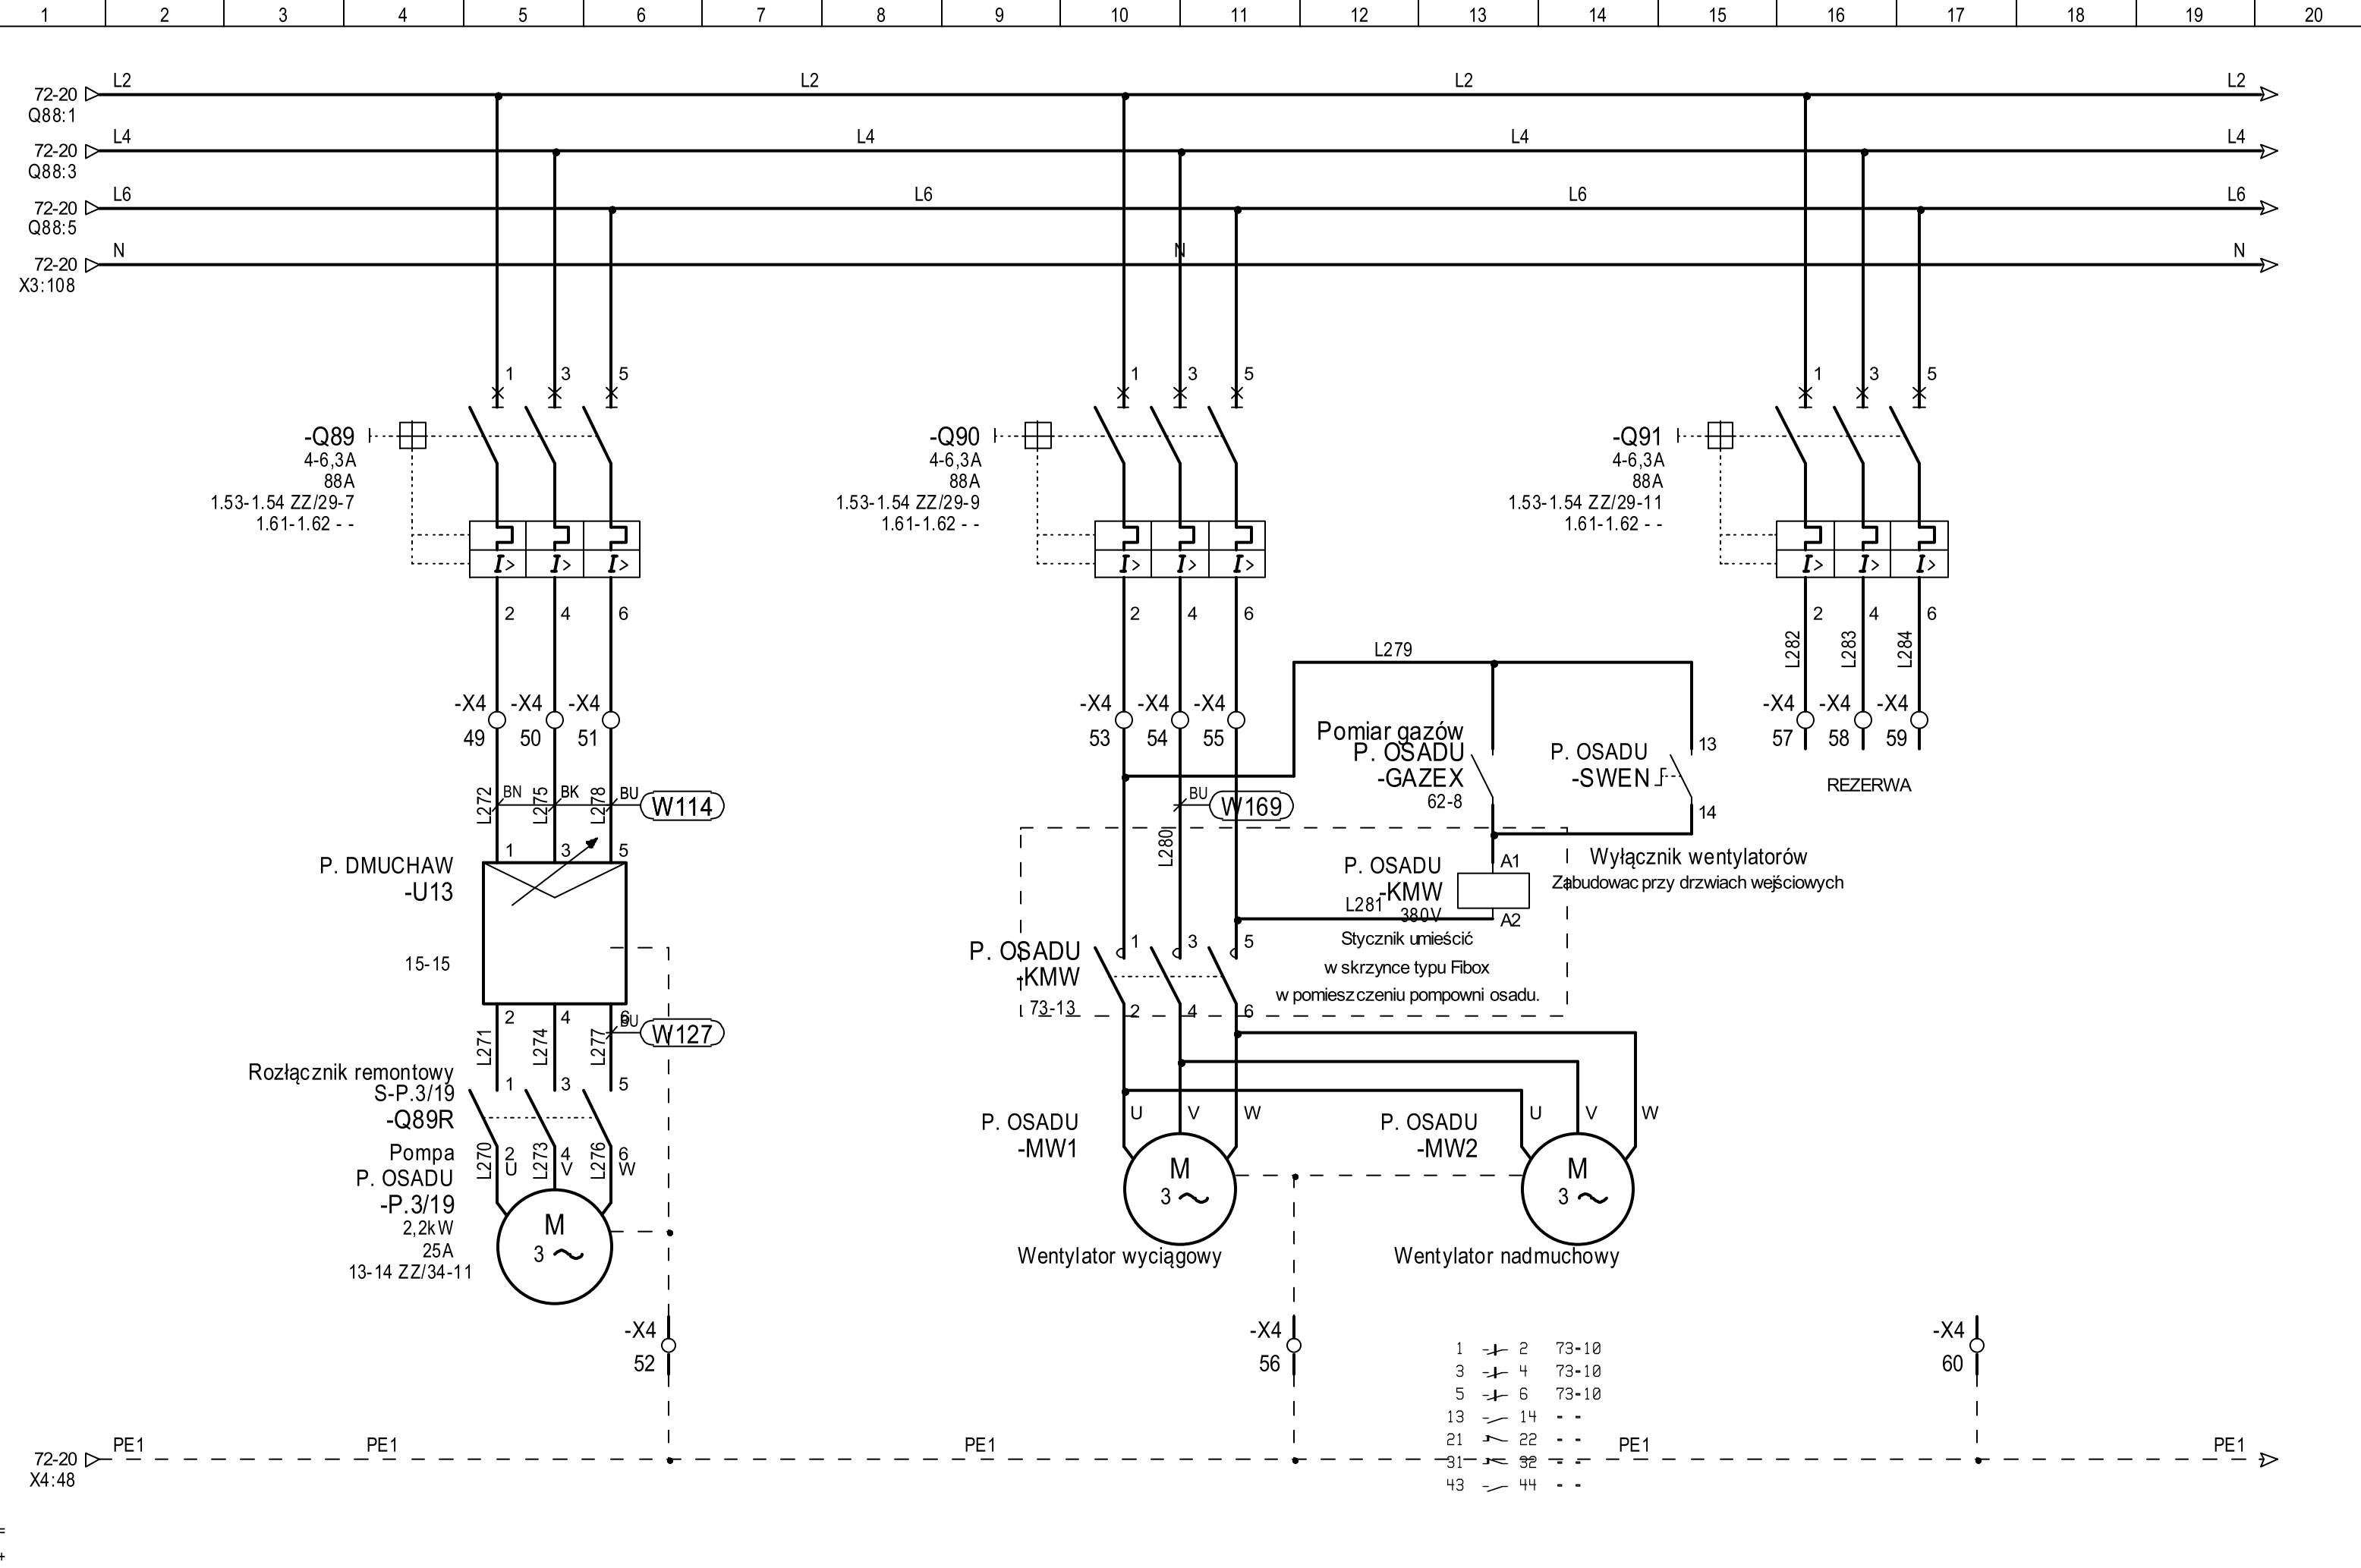 1 2 3 4 5 6 7 8 9 10 11 12 13 14 15 16 17 18 19 20
L2 L2 L2 L2
72-20
Q88:1
L4 L4 L4 L4
72-20
Q88:3
L6 L6 L6 L6
72-20
Q88:5
N N N
72-20
X3:108
1 3 5
-Q89
4-6,3A
88A
1.53-1.54 ZZ/29-7
1.61-1.62 - -
I> I> I>
2 4 6
-X4 -X4 -X4
49 50 51
L272 BN L275 BK L278 BU W114
1 3 5
P. DMUCHAW
-U13
15-15
2 4 6
L271 L274 L277 BU W127
Rozłącznik remontowy
S-P.3/19
-Q89R
1 3 5
2 4 6
L270 U L273 V L276 W
Pompa
P. OSADU
-P.3/19
2,2kW
25A
13-14 ZZ/34-11
M
3
-X4
52
1 3 5
-Q90
4-6,3A
88A
1.53-1.54 ZZ/29-9
1.61-1.62 - -
I> I> I>
2 4 6
-X4 -X4 -X4
53 54 55
L279
Pomiar gazów
P. OSADU
-GAZEX
62-8
P. OSADU
-SWEN
13
14
BU W169
L280
P. OSADU
-KMW
380V
A1
A2
L281
Wyłącznik wentylatorów
Zabudowac przy drzwiach wejściowych
Stycznik umieścić
w skrzynce typu Fibox
w pomieszczeniu pompowni osadu.
P. OSADU
-KMW
73-13
1 3 5
2 4 6
P. OSADU
-MW1
U V W
M
3
Wentylator wyciągowy
P. OSADU
-MW2
U V W
M
3
Wentylator nadmuchowy
-X4
56
1 3 5
-Q91
4-6,3A
88A
1.53-1.54 ZZ/29-11
1.61-1.62 - -
I> I> I>
2 4 6
L282 L283 L284
-X4 -X4 -X4
57 58 59
REZERWA
-X4
60
1 2 73-10
3 4 73-10
5 6 73-10
13 14 - -
21 22 - -
31 32 - -
43 44 - -
PE1 PE1 PE1 PE1 PE1
72-20
X4:48
=
+